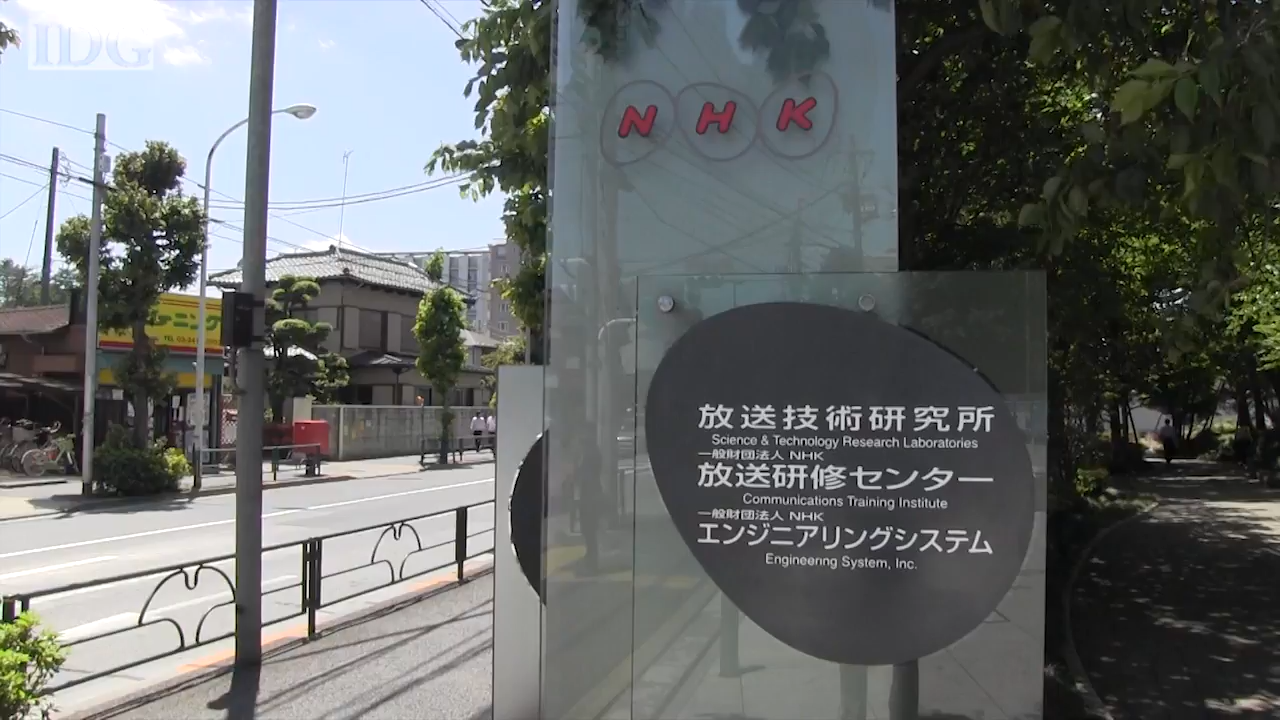 IDG
NHK
放送技術研究所
Science & Technology Research Laboratories
一般財団法人 NHK
放送研修センター
Communications Training Institute
一般財団法人 NHK
エンジニアリングシステム
Engineering System, Inc.